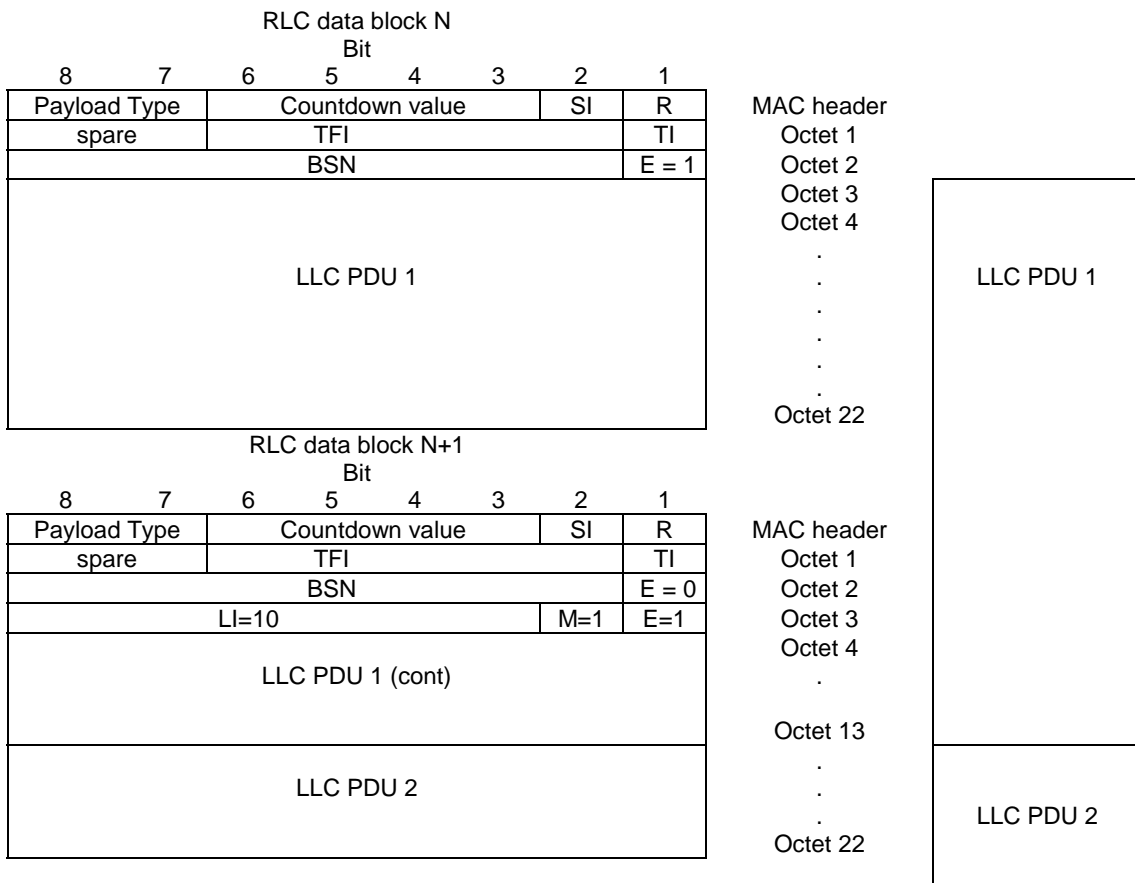 RLC data block N
Bit
8 7 6 5 4 3 2 1
Payload Type Countdown value SI R MAC header
spare TFI TI Octet 1
BSN E = 1 Octet 2
Octet 3
Octet 4
.
LLC PDU 1 . LLC PDU 1
.
.
.
.
Octet 22
RLC data block N+1
Bit
8 7 6 5 4 3 2 1
Payload Type Countdown value SI R MAC header
spare TFI TI Octet 1
BSN E = 0 Octet 2
LI=10 M=1 E=1 Octet 3
Octet 4
LLC PDU 1 (cont) .
Octet 13
.
LLC PDU 2 .
. LLC PDU 2
Octet 22